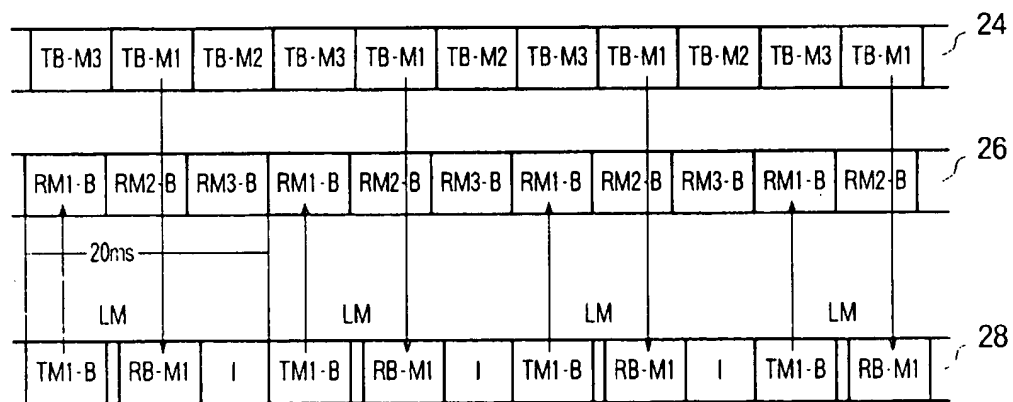 TB-M3 TB-M1 TB-M2 TB-M3 TB-M1 TB-M2 TB-M3 TB-M1 TB-M2 TB-M3 TB-M1 24
RM1-B RM2-B RM3-B RM1-B RM2-B RM3-B RM1-B RM2-B RM3-B RM1-B RM2-B 26
20ms
LM LM LM LM
TM1-B RB-M1 I TM1-B RB-M1 I TM1-B RB-M1 I TM1-B RB-M1 28